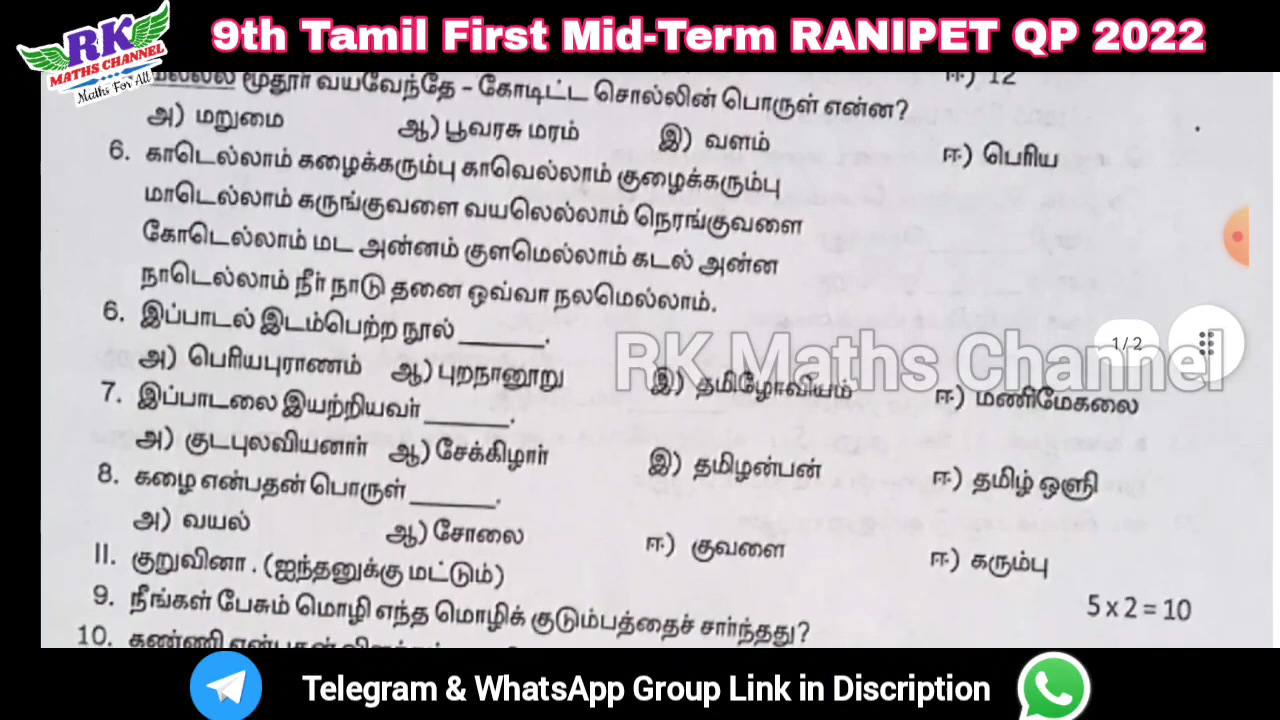 RK
MATHS CHANNEL
Maths For All
9th Tamil First Mid-Term RANIPET QP 2022
ஈ) 12
மூதூர் வயவேந்தே - கோடிட்ட சொல்லின் பொருள் என்ன?
அ) மறுமை ஆ) பூவரசு மரம் இ) வளம் ஈ) பெரிய
6. காடெல்லாம் கழைக்கரும்பு காவெல்லாம் குழைக்கரும்பு
மாடெல்லாம் கருங்குவளை வயலெல்லாம் நெரங்குவளை
கோடெல்லாம் மட அன்னம் குளமெல்லாம் கடல் அன்ன
நாடெல்லாம் நீர் நாடு தனை ஒவ்வா நலமெல்லாம்.
6. இப்பாடல் இடம்பெற்ற நூல் ______.
அ) பெரியபுராணம் ஆ) புறநானூறு இ) தமிழோவியம் ஈ) மணிமேகலை
RK Maths Channel
1/2
7. இப்பாடலை இயற்றியவர் ______.
அ) குடபுலவியனார் ஆ) சேக்கிழார் இ) தமிழன்பன் ஈ) தமிழ் ஒளி
8. கழை என்பதன் பொருள் ______.
அ) வயல் ஆ) சோலை ஈ) குவளை ஈ) கரும்பு
II. குறுவினா . (ஐந்தனுக்கு மட்டும்) 5 x 2 = 10
9. நீங்கள் பேசும் மொழி எந்த மொழிக் குடும்பத்தைச் சார்ந்தது?
10. கண்ணி என்பதன்
Telegram & WhatsApp Group Link in Discription